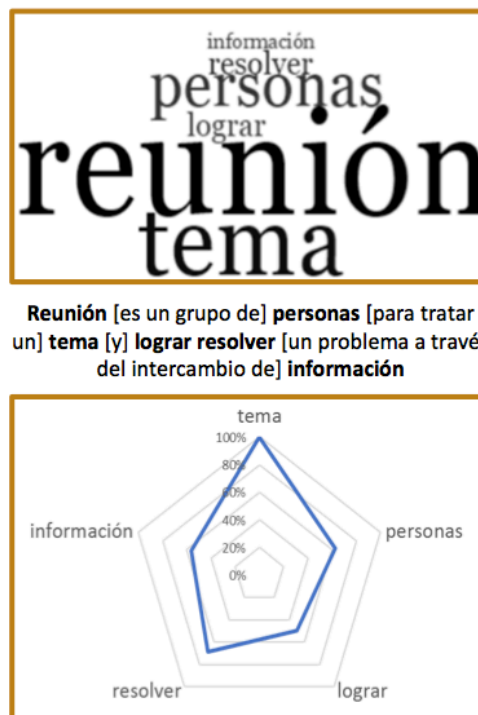 información
resolver
personas
lograr
reunión
tema
Reunión [es un grupo de] personas [para tratar
un] tema [y] lograr resolver [un problema a travé
del intercambio de] información
tema
100%
80%
60%
40%
20%
0%
información
personas
resolver
lograr